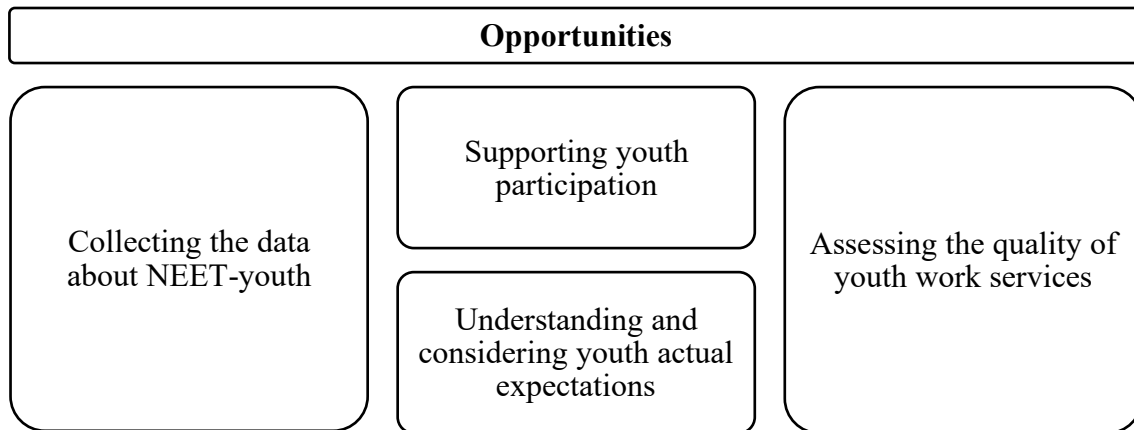 Opportunities
Collecting the data
about NEET-youth
Supporting youth
participation
Understanding and
considering youth actual
expectations
Assessing the quality of
youth work services